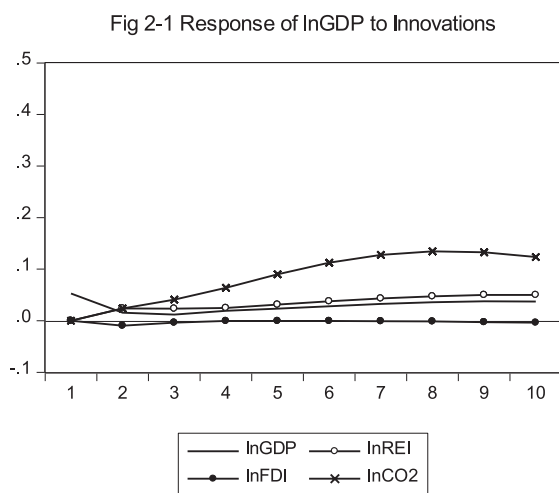 Fig 2-1 Response of lnGDP to Innovations
.5
.4
.3
.2
.1
.0
-.1
1 2 3 4 5 6 7 8 9 10
lnGDP lnREI
lnFDI lnCO2